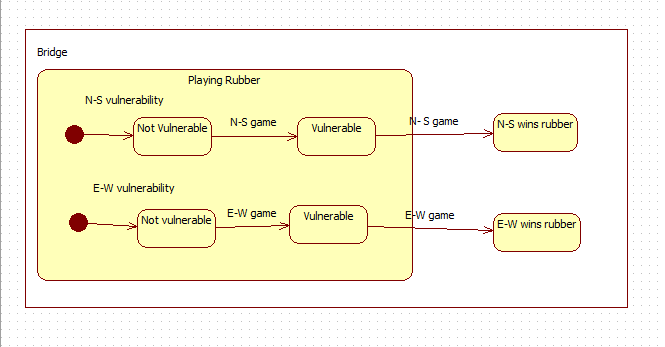 Bridge
Playing Rubber
N-S vulnerability
Not Vulnerable
N-S game
Vulnerable
N- S game
N-S wins rubber
E-W vulnerability
Not vulnerable
E-W game
Vulnerable
E-W game
E-W wins rubber